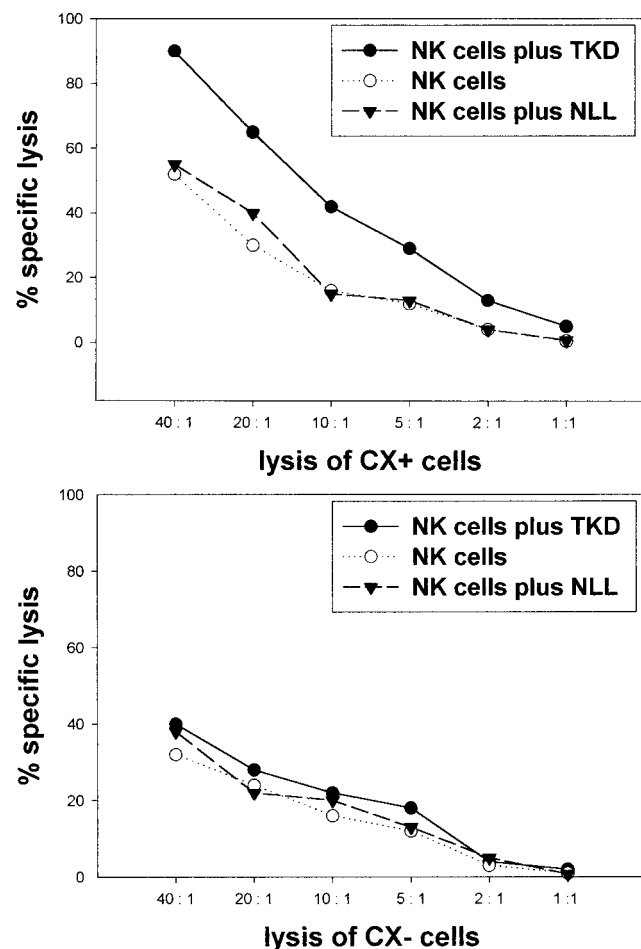 100
80
60
40
20
0
% specific lysis
NK cells plus TKD
NK cells
NK cells plus NLL
40 : 1 20 : 1 10 : 1 5 : 1 2 : 1 1 : 1
lysis of CX+ cells
100
80
60
40
20
0
% specific lysis
NK cells plus TKD
NK cells
NK cells plus NLL
40 : 1 20 : 1 10 : 1 5 : 1 2 : 1 1 : 1
lysis of CX- cells